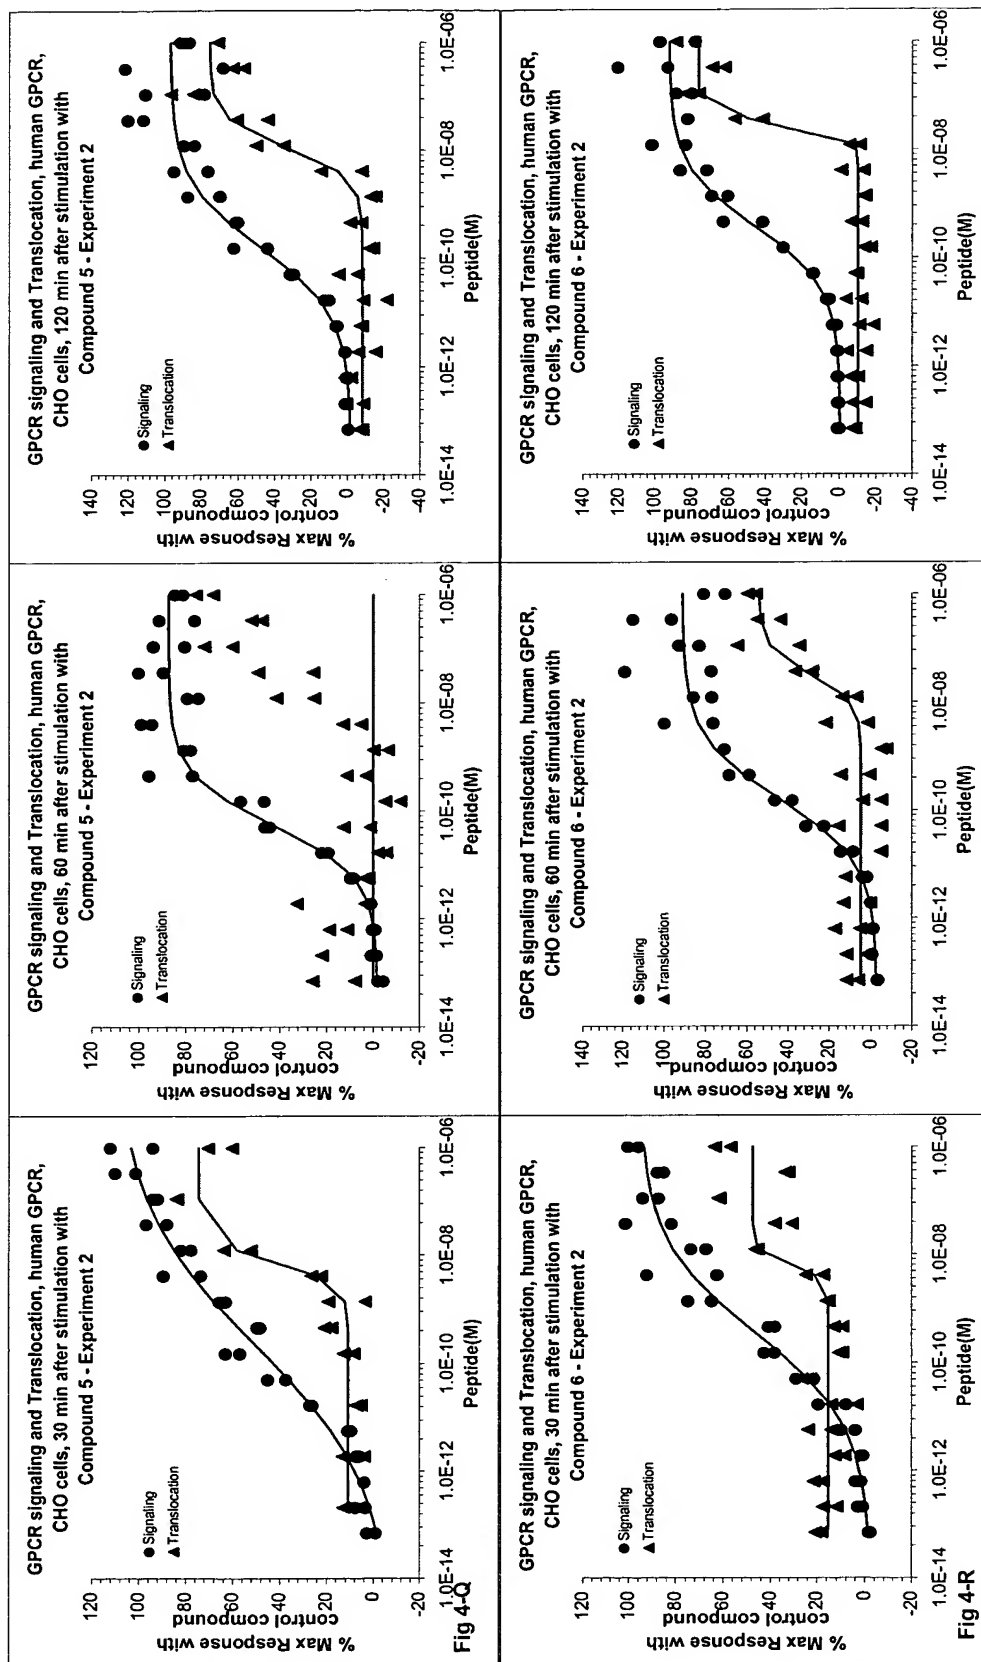 GPCR signaling and Translocation, human GPCR,
CHO cells, 30 min after stimulation with
Compound 5 - Experiment 2
Signaling
Translocation
% Max Response with
control compound
120
100
80
60
40
20
0
-20
1.0E-14
1.0E-12
1.0E-10
1.0E-08
1.0E-06
Peptide(M)
Fig 4-Q
GPCR signaling and Translocation, human GPCR,
CHO cells, 60 min after stimulation with
Compound 5 - Experiment 2
Signaling
Translocation
% Max Response with
control compound
120
100
80
60
40
20
0
-20
1.0E-14
1.0E-12
1.0E-10
1.0E-08
1.0E-06
Peptide(M)
GPCR signaling and Translocation, human GPCR,
CHO cells, 120 min after stimulation with
Compound 5 - Experiment 2
Signaling
Translocation
% Max Response with
control compound
140
120
100
80
60
40
20
0
-20
-40
1.0E-14
1.0E-12
1.0E-10
1.0E-08
1.0E-06
Peptide(M)
GPCR signaling and Translocation, human GPCR,
CHO cells, 30 min after stimulation with
Compound 6 - Experiment 2
Signaling
Translocation
% Max Response with
control compound
120
100
80
60
40
20
0
-20
1.0E-14
1.0E-12
1.0E-10
1.0E-08
1.0E-06
Peptide(M)
Fig 4-R
GPCR signaling and Translocation, human GPCR,
CHO cells, 60 min after stimulation with
Compound 6 - Experiment 2
Signaling
Translocation
% Max Response with
control compound
140
120
100
80
60
40
20
0
-20
1.0E-14
1.0E-12
1.0E-10
1.0E-08
1.0E-06
Peptide(M)
GPCR signaling and Translocation, human GPCR,
CHO cells, 120 min after stimulation with
Compound 6 - Experiment 2
Signaling
Translocation
% Max Response with
control compound
140
120
100
80
60
40
20
0
-20
-40
1.0E-14
1.0E-12
1.0E-10
1.0E-08
1.0E-06
Peptide(M)